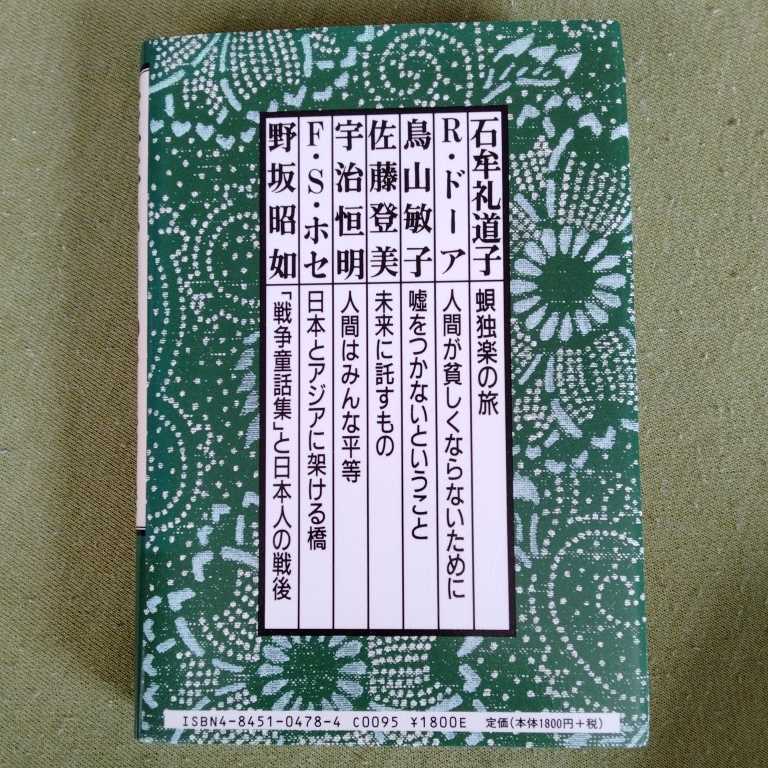 石牟礼道子 蜆独楽の旅
R・ドーア 人間が貧しくならないために
鳥山敏子 嘘をつかないということ
佐藤登美 未来に託すもの
宇治恒明 人間はみんな平等
F・S・ホセ 日本とアジアに架ける橋
野坂昭如 「戦争童話集」と日本人の戦後
ISBN4-8451-0478-4 C0095 ¥1800E 定価(本体1800円+税)